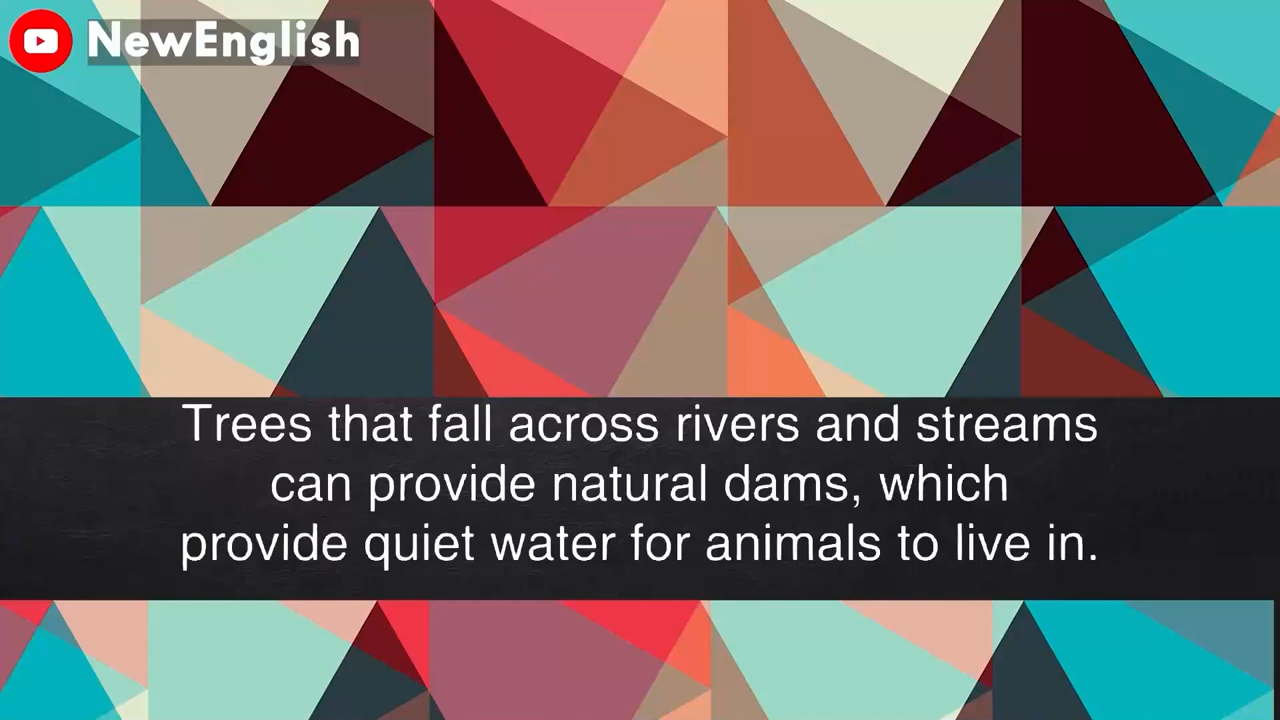 NewEnglish
Trees that fall across rivers and streams
can provide natural dams, which
provide quiet water for animals to live in.